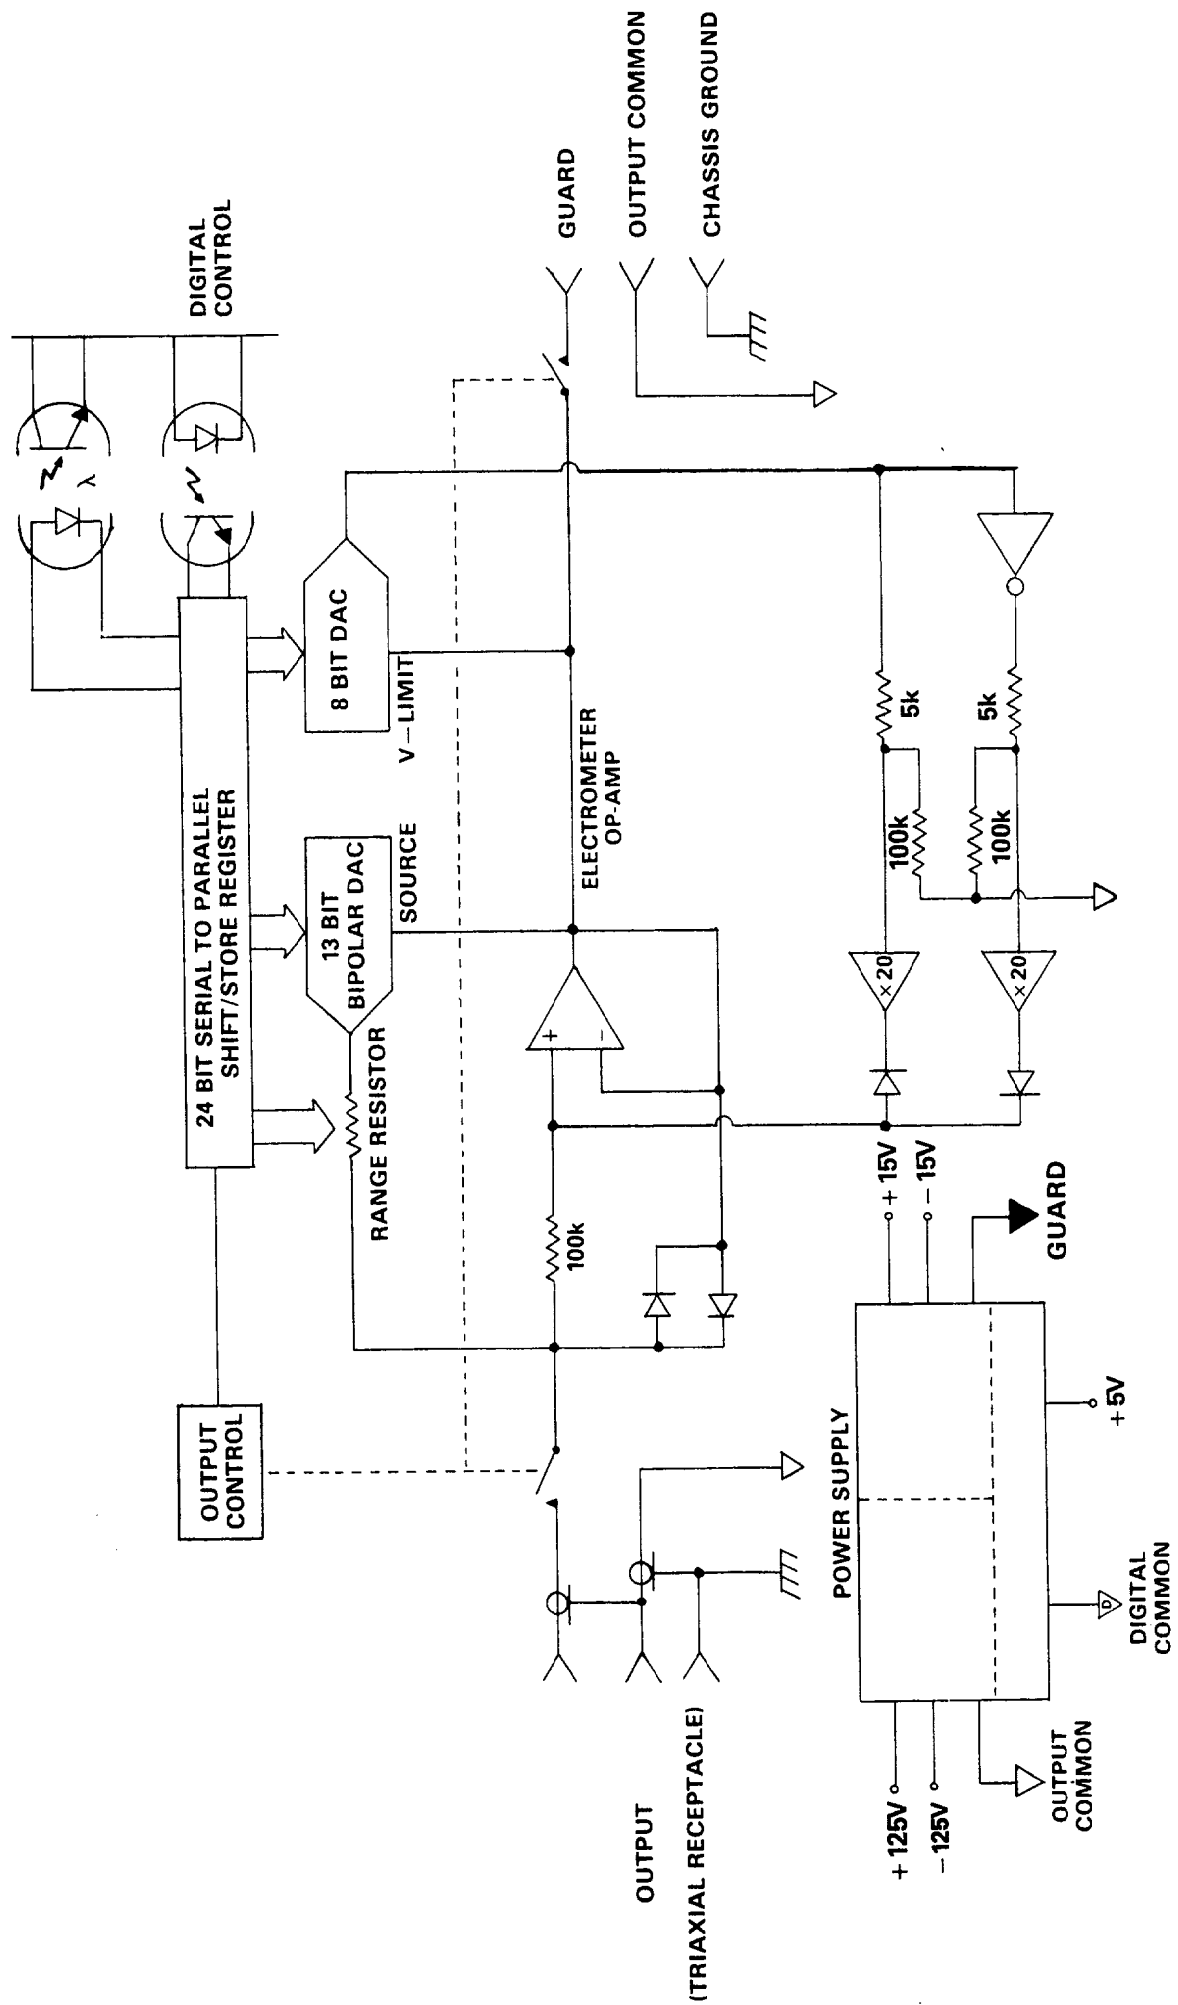 DIGITAL
CONTROL
λ
24 BIT SERIAL TO PARALLEL
SHIFT/STORE REGISTER
OUTPUT
CONTROL
RANGE RESISTOR
13 BIT
BIPOLAR DAC
SOURCE
8 BIT DAC
V–LIMIT
GUARD
OUTPUT COMMON
CHASSIS GROUND
ELECTROMETER
OP-AMP
+
−
100k
OUTPUT
(TRIAXIAL RECEPTACLE)
5k
5k
100k
100k
× 20
× 20
POWER SUPPLY
+ 15V
− 15V
GUARD
+ 125V
− 125V
OUTPUT
COMMON
D
DIGITAL
COMMON
+5V